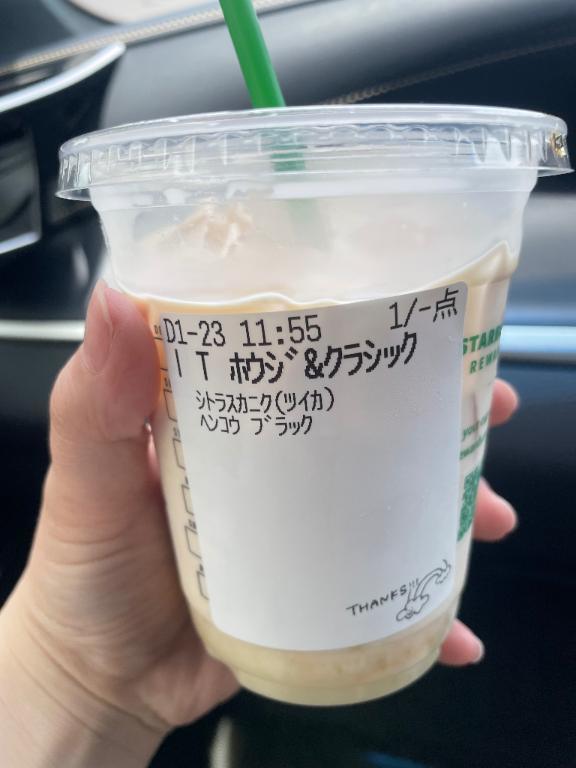 D1-23 11:55 1/-点
I T ホウジ&クラシック
シトラスカニク(ツイカ)
ヘンコウ ブラック
THANKS!!!